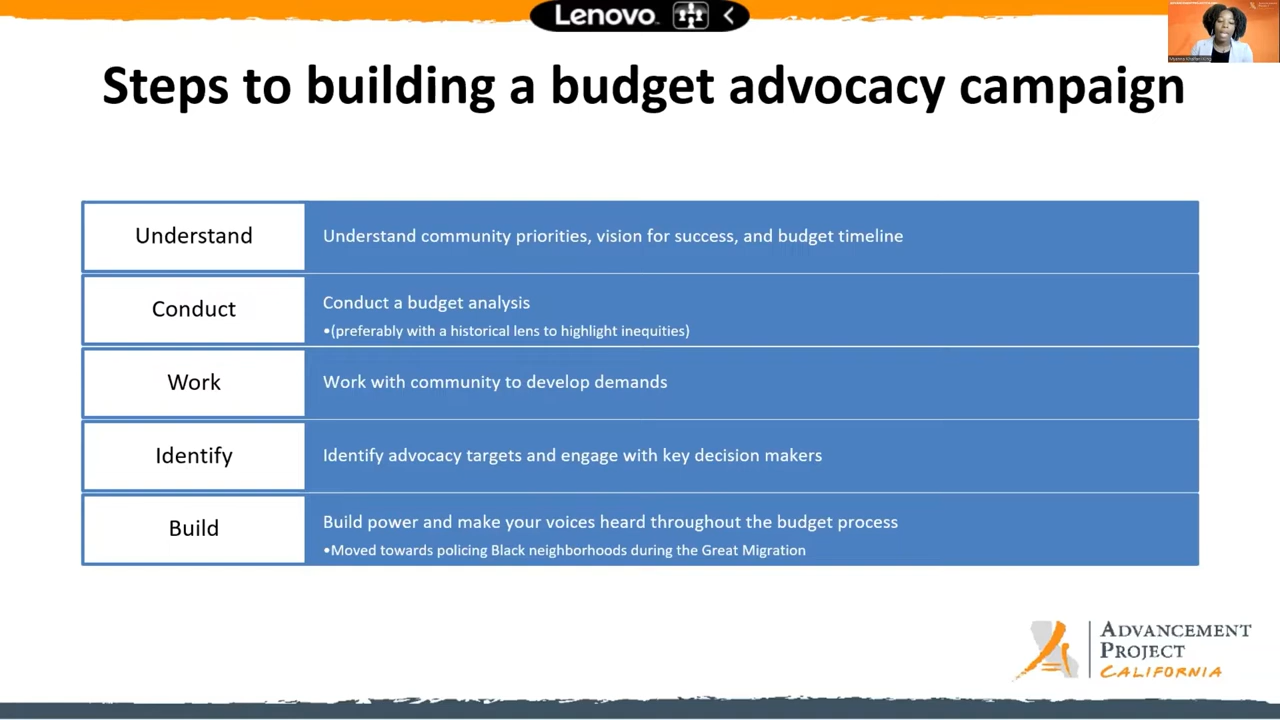 Lenovo
Steps to building a budget advocacy campaign
Understand
Understand community priorities, vision for success, and budget timeline
Conduct
Conduct a budget analysis
•(preferably with a historical lens to highlight inequities)
Work
Work with community to develop demands
Identify
Identify advocacy targets and engage with key decision makers
Build
Build power and make your voices heard throughout the budget process
•Moved towards policing Black neighborhoods during the Great Migration
ADVANCEMENT
PROJECT
CALIFORNIA